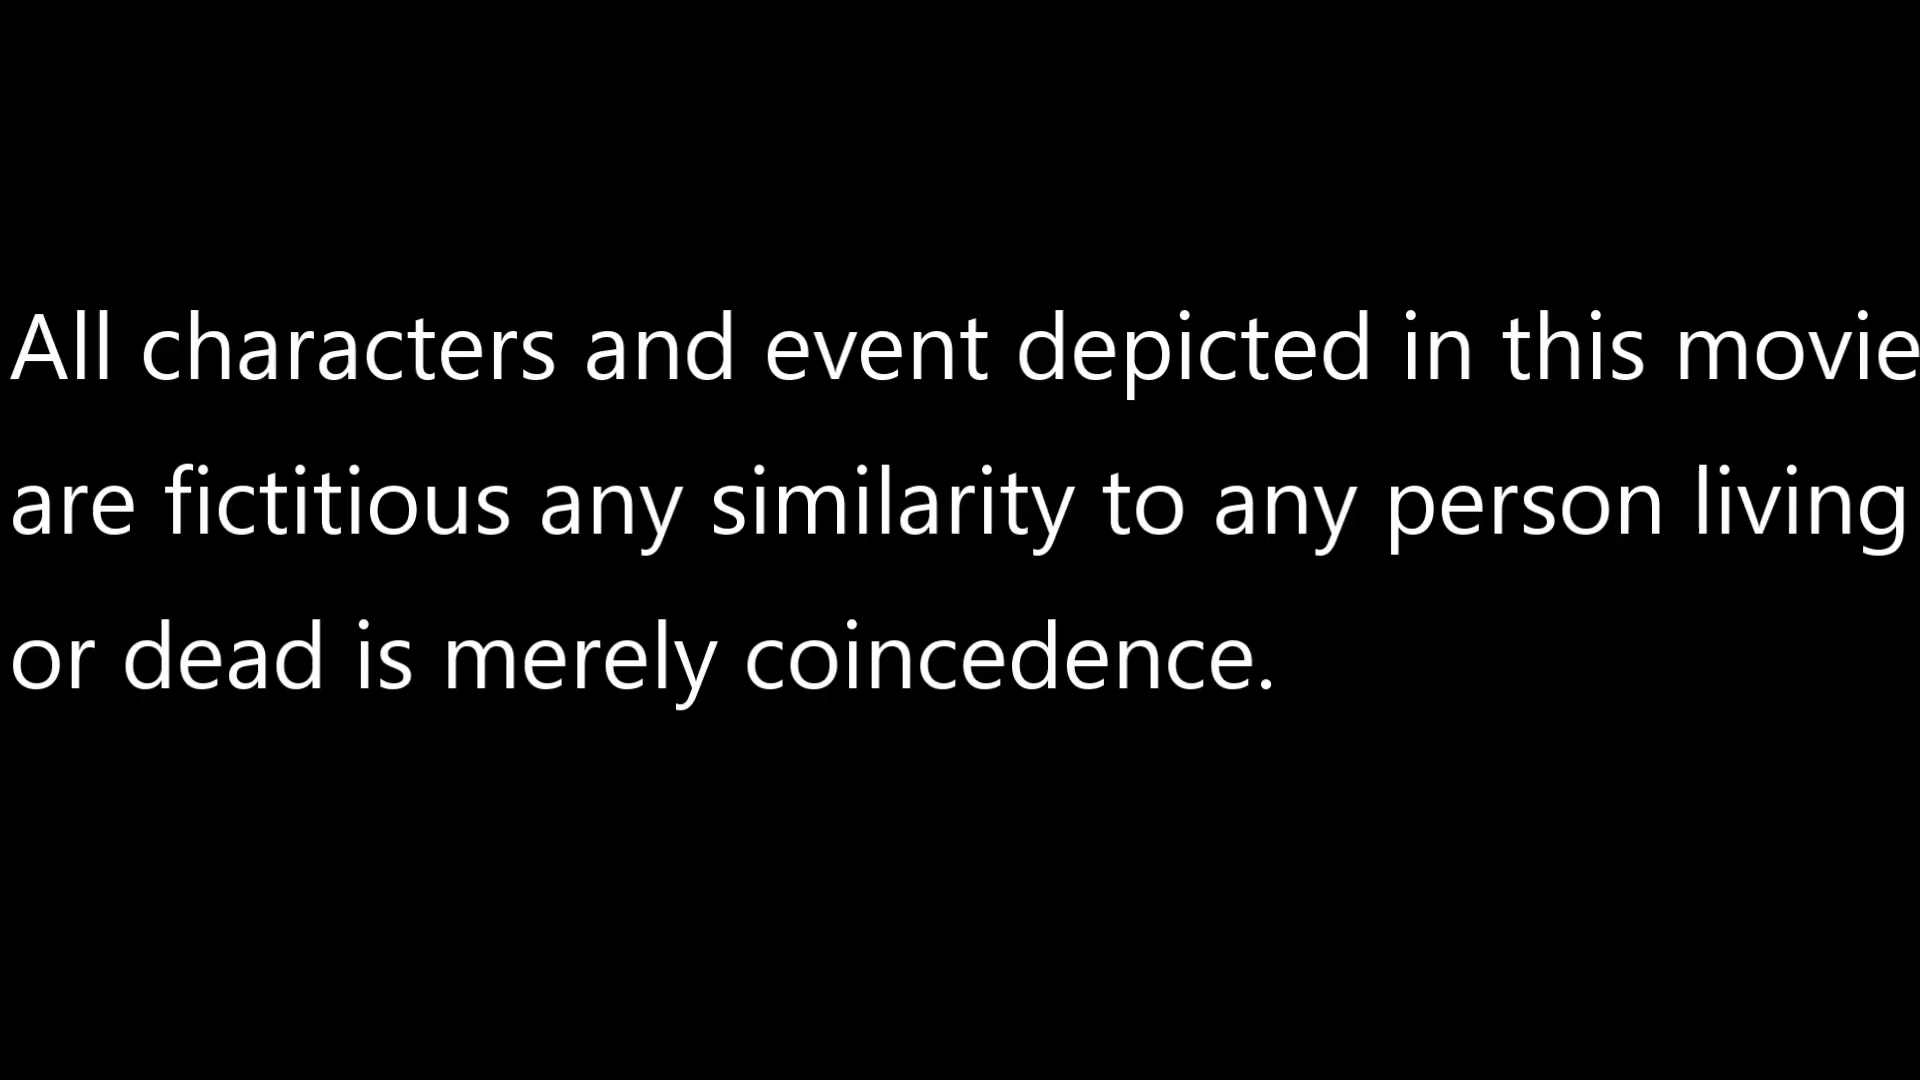 All characters and event depicted in this movie
are fictitious any similarity to any person living
or dead is merely coincedence.